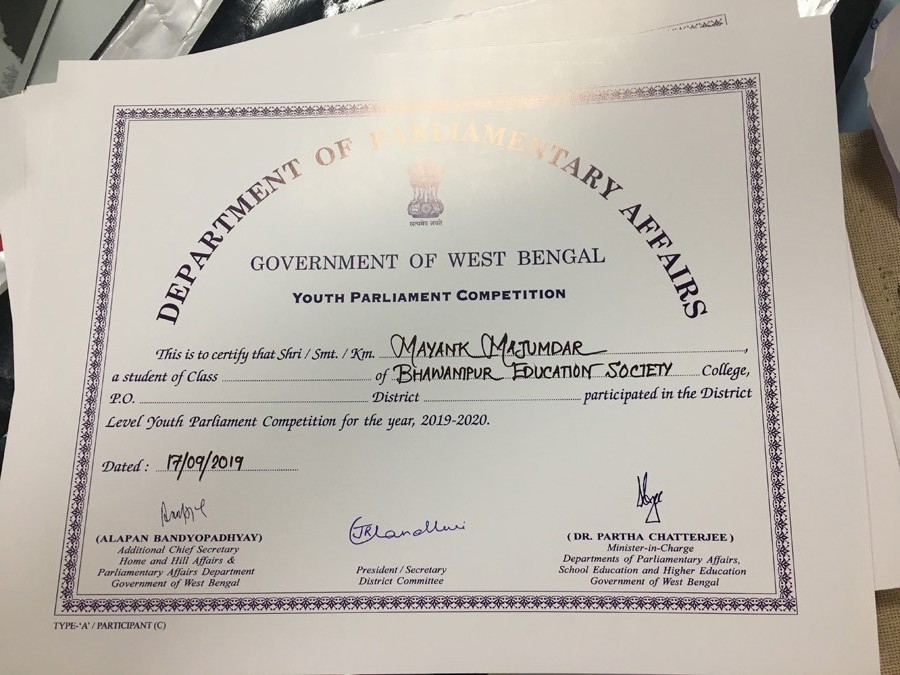 DEPARTMENT OF PARLIAMENTARY AFFAIRS
सत्यमेव जयते
GOVERNMENT OF WEST BENGAL
YOUTH PARLIAMENT COMPETITION
This is to certify that Shri / Smt. / Km. MAYANK MAJUMDAR,
a student of Class of BHAWANIPUR EDUCATION SOCIETY College,
P.O. District participated in the District
Level Youth Parliament Competition for the year, 2019-2020.
Dated : 17/09/2019
(ALAPAN BANDYOPADHYAY)
Additional Chief Secretary
Home and Hill Affairs &
Parliamentary Affairs Department
Government of West Bengal
President / Secretary
District Committee
( DR. PARTHA CHATTERJEE )
Minister-in-Charge
Departments of Parliamentary Affairs,
School Education and Higher Education
Government of West Bengal
TYPE-'A' / PARTICIPANT (C)